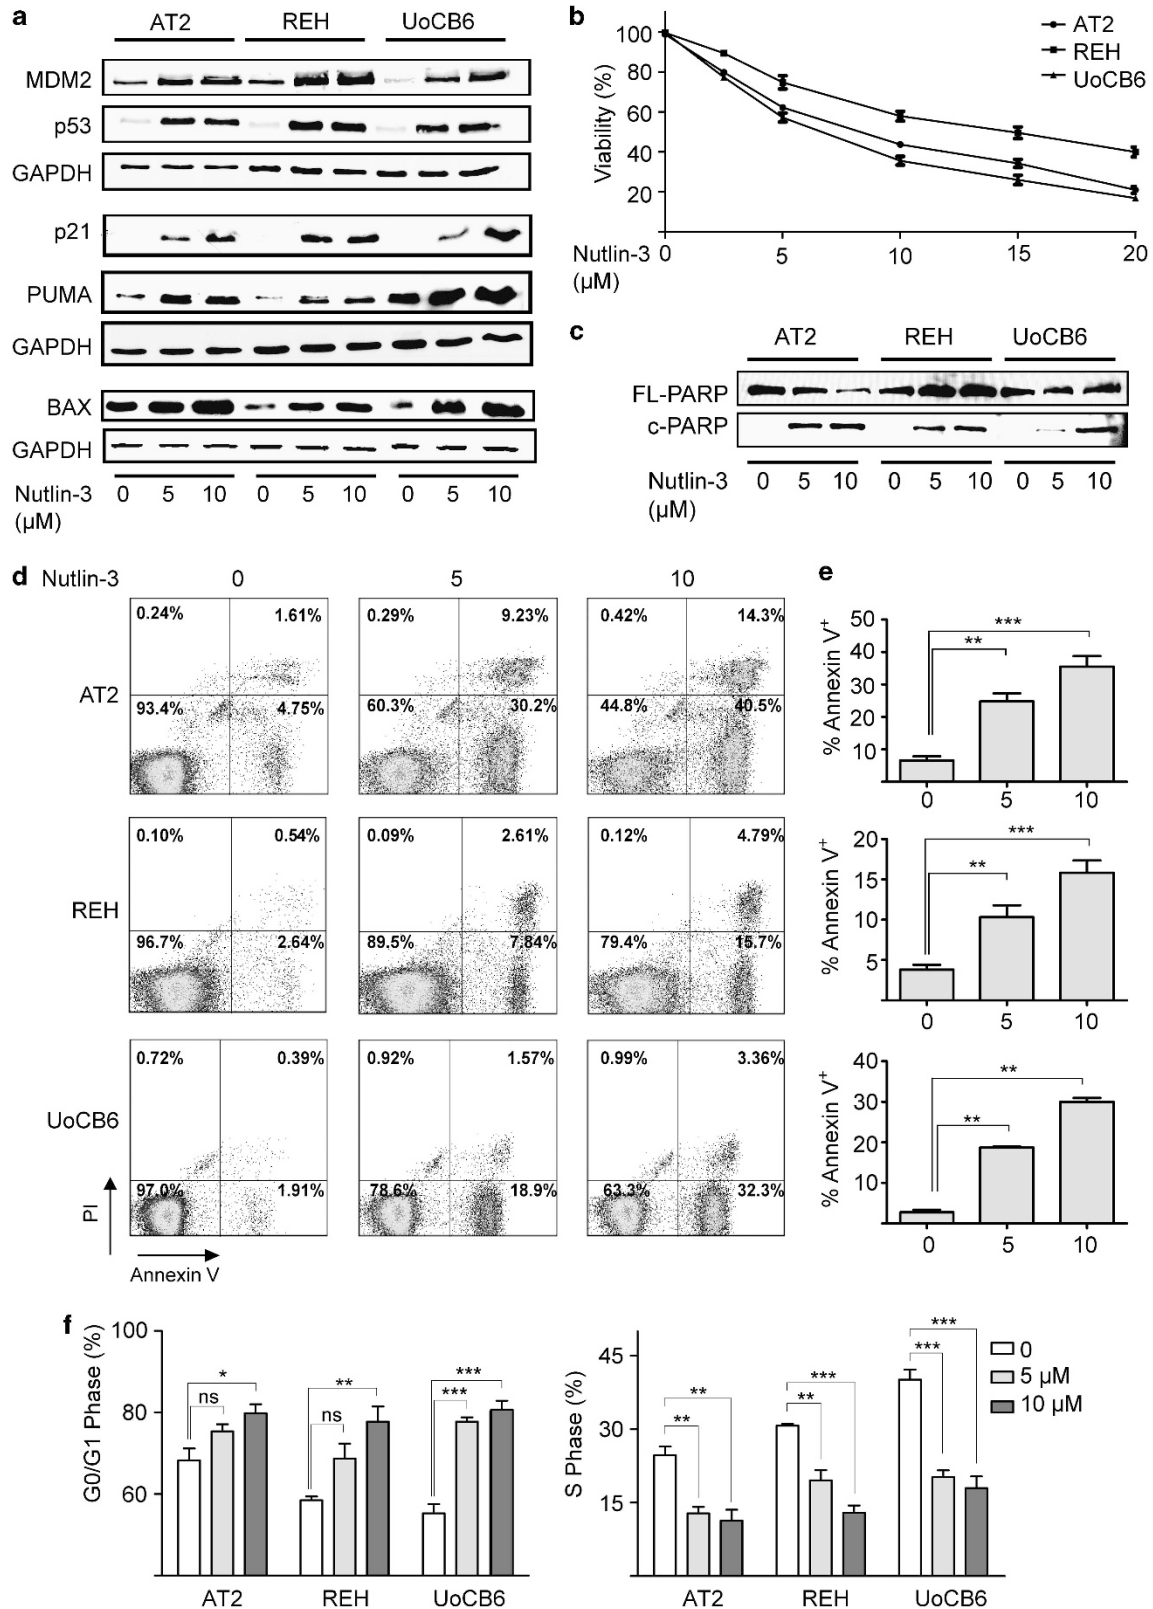 a
AT2 REH UoCB6
MDM2
p53
GAPDH
p21
PUMA
GAPDH
BAX
GAPDH
Nutlin-3 0 5 10 0 5 10 0 5 10
(µM)
b
AT2
REH
UoCB6
Viability (%)
100
80
60
40
20
Nutlin-3 0 5 10 15 20
(µM)
c
AT2 REH UoCB6
FL-PARP
c-PARP
Nutlin-3 0 5 10 0 5 10 0 5 10
(µM)
d Nutlin-3 0 5 10
AT2
0.24% 1.61% 0.29% 9.23% 0.42% 14.3%
93.4% 4.75% 60.3% 30.2% 44.8% 40.5%
REH
0.10% 0.54% 0.09% 2.61% 0.12% 4.79%
96.7% 2.64% 89.5% 7.84% 79.4% 15.7%
UoCB6
0.72% 0.39% 0.92% 1.57% 0.99% 3.36%
97.0% 1.91% 78.6% 18.9% 63.3% 32.3%
PI
Annexin V
e
% Annexin V+
50
40
30
20
10
***
**
0 5 10
% Annexin V+
20
15
10
5
***
**
0 5 10
% Annexin V+
40
30
20
10
**
**
0 5 10
f
G0/G1 Phase (%)
100
80
60
*
ns
**
ns
***
***
AT2 REH UoCB6
S Phase (%)
45
30
15
**
**
***
**
***
***
AT2 REH UoCB6
0
5 µM
10 µM